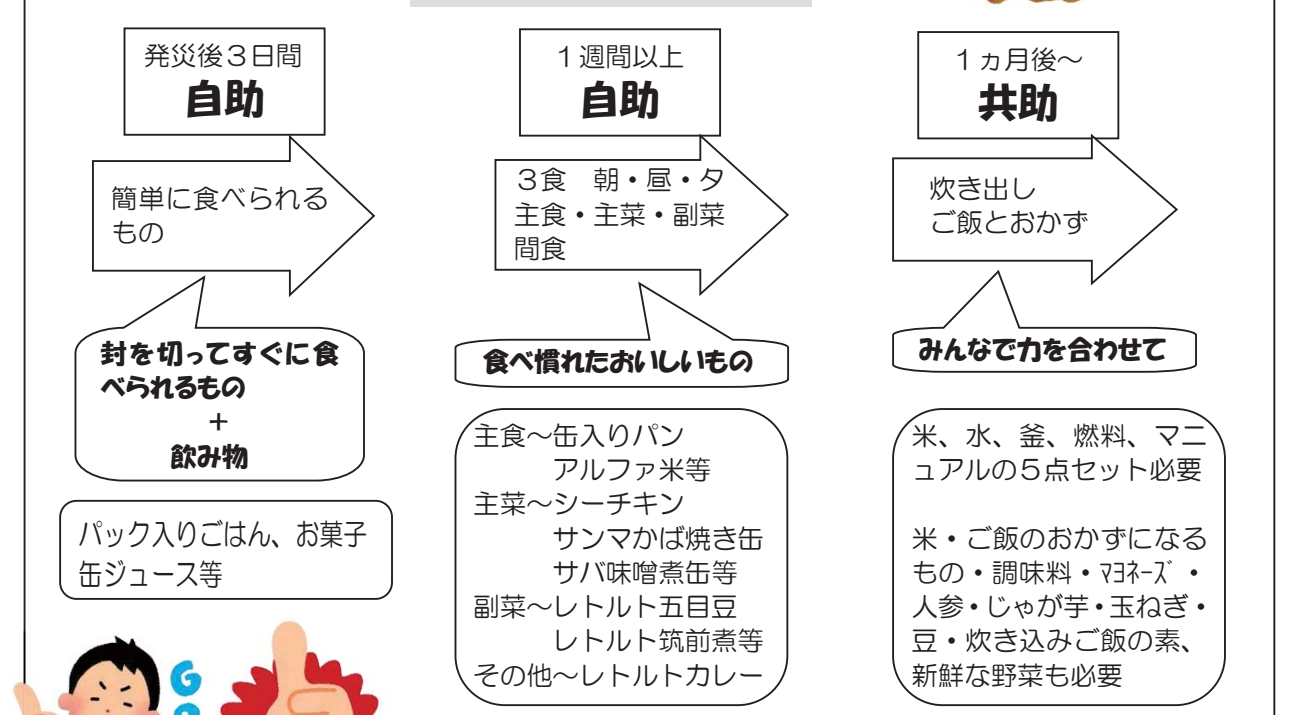 発災後３日間
自助
簡単に食べられる
もの
封を切ってすぐに食
べられるもの
＋
飲み物
パック入りごはん、お菓子
缶ジュース等
１週間以上
自助
３食　朝・昼・夕
主食・主菜・副菜
間食
食べ慣れたおいしいもの
主食～缶入りパン
アルファ米等
主菜～シーチキン
サンマかば焼き缶
サバ味噌煮缶等
副菜～レトルト五目豆
レトルト筑前煮等
その他～レトルトカレー
１ヵ月後～
共助
炊き出し
ご飯とおかず
みんなで力を合わせて
米、水、釜、燃料、マニ
ュアルの５点セット必要
米・ご飯のおかずになる
もの・調味料・ﾏﾖﾈｰｽﾞ・
人参・じゃが芋・玉ねぎ・
豆・炊き込みご飯の素、
新鮮な野菜も必要